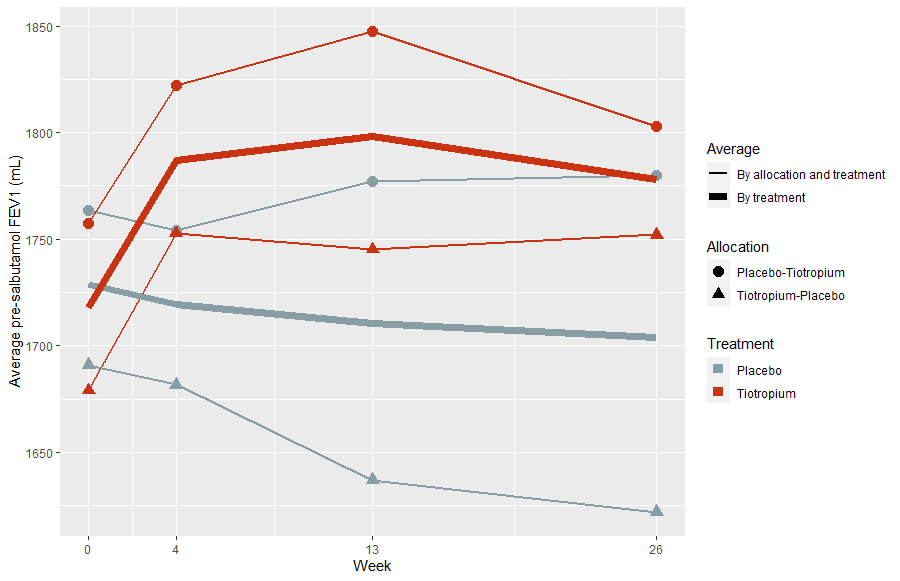 1850
1800
1750
1700
1650
Average pre-salbutamol FEV1 (mL)
0 4 13 26
Week
Average
By allocation and treatment
By treatment
Allocation
Placebo-Tiotropium
Tiotropium-Placebo
Treatment
Placebo
Tiotropium